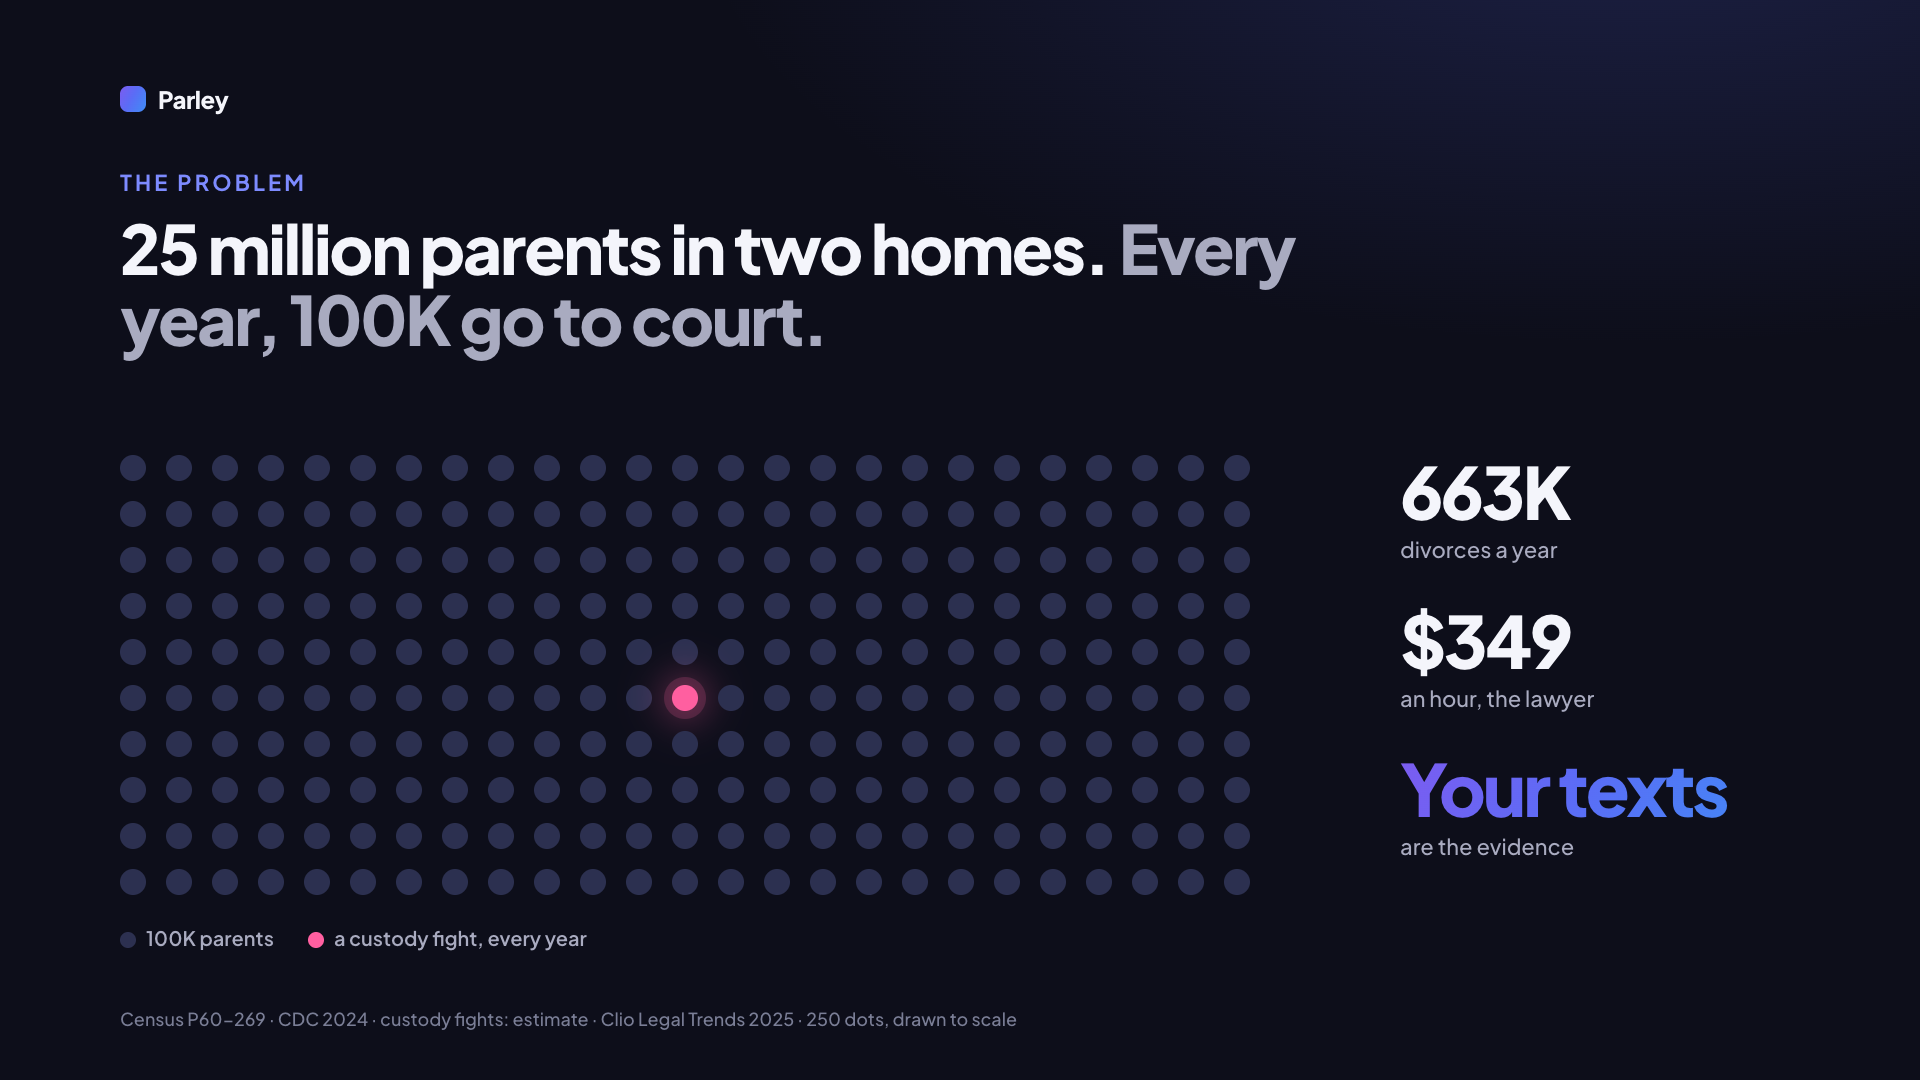 Parley
THE PROBLEM
25 million parents in two homes. Every
year, 100K go to court.
663K
divorces a year
$349
an hour, the lawyer
Your texts
are the evidence
100K parents
a custody fight, every year
Census P60–269 · CDC 2024 · custody fights: estimate · Clio Legal Trends 2025 · 250 dots, drawn to scale